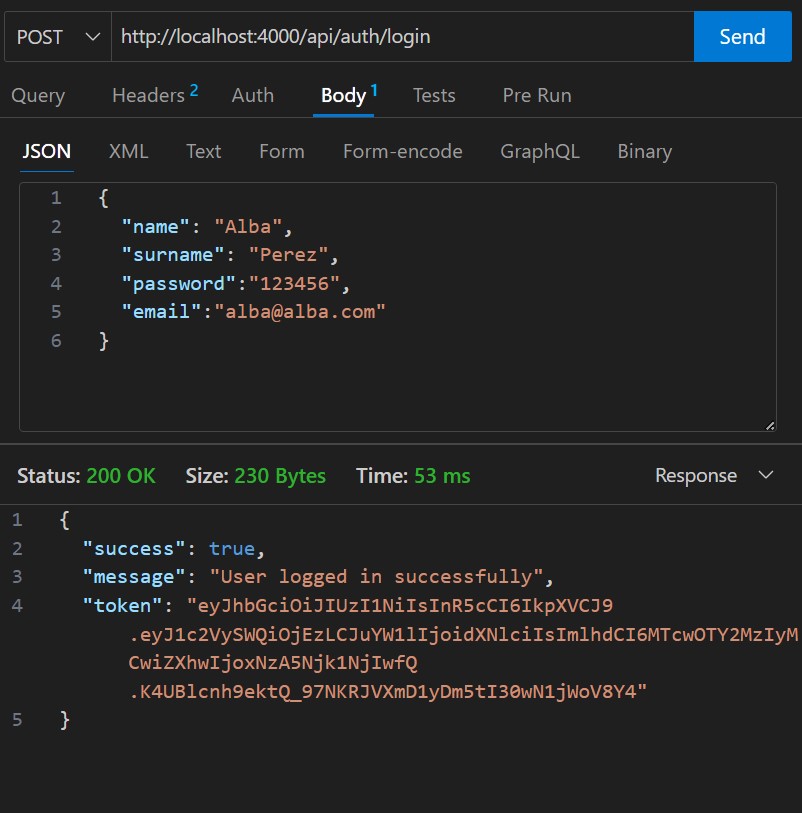 POST http://localhost:4000/api/auth/login Send
Query Headers 2 Auth Body 1 Tests Pre Run
JSON XML Text Form Form-encode GraphQL Binary
1 {
2 "name": "Alba",
3 "surname": "Perez",
4 "password":"123456",
5 "email":"alba@alba.com"
6 }
Status: 200 OK Size: 230 Bytes Time: 53 ms Response
1 {
2 "success": true,
3 "message": "User logged in successfully",
4 "token": "eyJhbGciOiJIUzI1NiIsInR5cCI6IkpXVCJ9
.eyJ1c2VySWQiOjEzLCJuYW1lIjoidXNlciIsImlhdCI6MTcwOTY2MzIyM
CwiZXhwIjoxNzA5Njk1NjIwfQ
.K4UBlcnh9ektQ_97NKRJVXmD1yDm5tI30wN1jWoV8Y4"
5 }